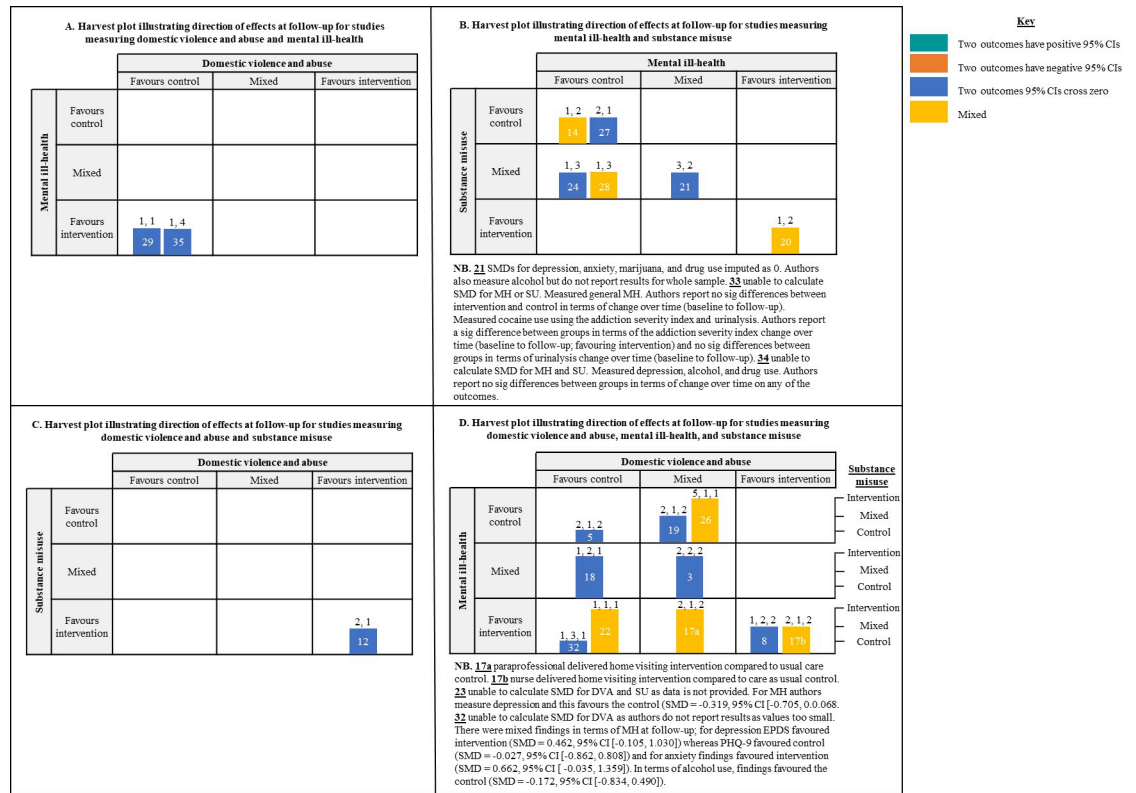 A. Harvest plot illustrating direction of effects at follow-up for studies
measuring domestic violence and abuse and mental ill-health
Domestic violence and abuse
Favours control
Mixed
Favours intervention
Mental ill-health
Favours
control
Mixed
Favours
intervention
1, 1
1, 4
29
35
B. Harvest plot illustrating direction of effects at follow-up for studies measuring
mental ill-health and substance misuse
Mental ill-health
Favours control
Mixed
Favours intervention
Substance misuse
Favours
control
1, 2
2, 1
14
27
Mixed
1, 3
1, 3
3, 2
24
28
21
Favours
intervention
1, 2
20
NB. 21 SMDs for depression, anxiety, marijuana, and drug use imputed as 0. Authors
also measure alcohol but do not report results for whole sample. 33 unable to calculate
SMD for MH or SU. Measured general MH. Authors report no sig differences between
intervention and control in terms of change over time (baseline to follow-up).
Measured cocaine use using the addiction severity index and urinalysis. Authors report
a sig difference between groups in terms of the addiction severity index change over
time (baseline to follow-up; favouring intervention) and no sig differences between
groups in terms of urinalysis change over time (baseline to follow-up). 34 unable to
calculate SMD for MH and SU. Measured depression, alcohol, and drug use. Authors
report no sig differences between groups in terms of change over time on any of the
outcomes.
Key
Two outcomes have positive 95% CIs
Two outcomes have negative 95% CIs
Two outcomes 95% CIs cross zero
Mixed
C. Harvest plot illustrating direction of effects at follow-up for studies measuring
domestic violence and abuse and substance misuse
Domestic violence and abuse
Favours control
Mixed
Favours intervention
Substance misuse
Favours
control
Mixed
Favours
intervention
2, 1
12
D. Harvest plot illustrating direction of effects at follow-up for studies measuring
domestic violence and abuse, mental ill-health, and substance misuse
Domestic violence and abuse
Favours control
Mixed
Favours intervention
Substance
misuse
Mental ill-health
Favours
control
2, 1, 2
5
2, 1, 2
19
5, 1, 1
26
Intervention
Mixed
Control
Mixed
1, 2, 1
18
2, 2, 2
3
Intervention
Mixed
Control
Favours
intervention
1, 3, 1
32
1, 1, 1
22
2, 1, 2
17a
1, 2, 2
8
2, 1, 2
17b
Intervention
Mixed
Control
NB. 17a paraprofessional delivered home visiting intervention compared to usual care
control. 17b nurse delivered home visiting intervention compared to care as usual control.
23 unable to calculate SMD for DVA and SU as data is not provided. For MH authors
measure depression and this favours the control (SMD = -0.319, 95% CI [-0.705, 0.0.068.
32 unable to calculate SMD for DVA as authors do not report results as values too small.
There were mixed findings in terms of MH at follow-up; for depression EPDS favoured
intervention (SMD = 0.462, 95% CI [-0.105, 1.030]) whereas PHQ-9 favoured control
(SMD = -0.027, 95% CI [-0.862, 0.808]) and for anxiety findings favoured intervention
(SMD = 0.662, 95% CI [ -0.035, 1.359]). In terms of alcohol use, findings favoured the
control (SMD = -0.172, 95% CI [-0.834, 0.490]).